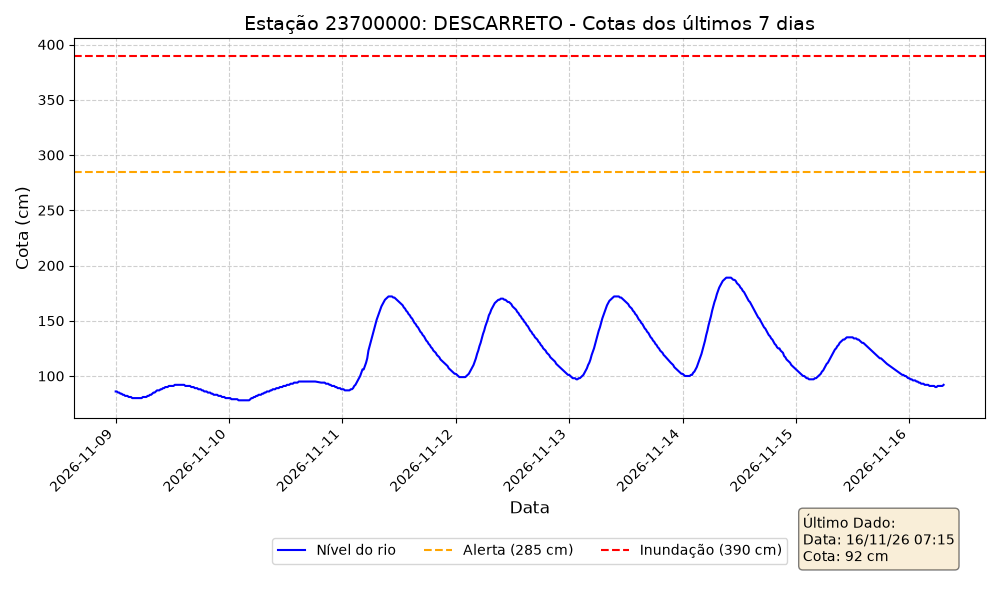 Estação 23700000: DESCARRETO - Cotas dos últimos 7 dias
Cota (cm)
400
350
300
250
200
150
100
2026-11-09
2026-11-10
2026-11-11
2026-11-12
2026-11-13
2026-11-14
2026-11-15
2026-11-16
Data
Nível do rio
Alerta (285 cm)
Inundação (390 cm)
Último Dado:
Data: 16/11/26 07:15
Cota: 92 cm